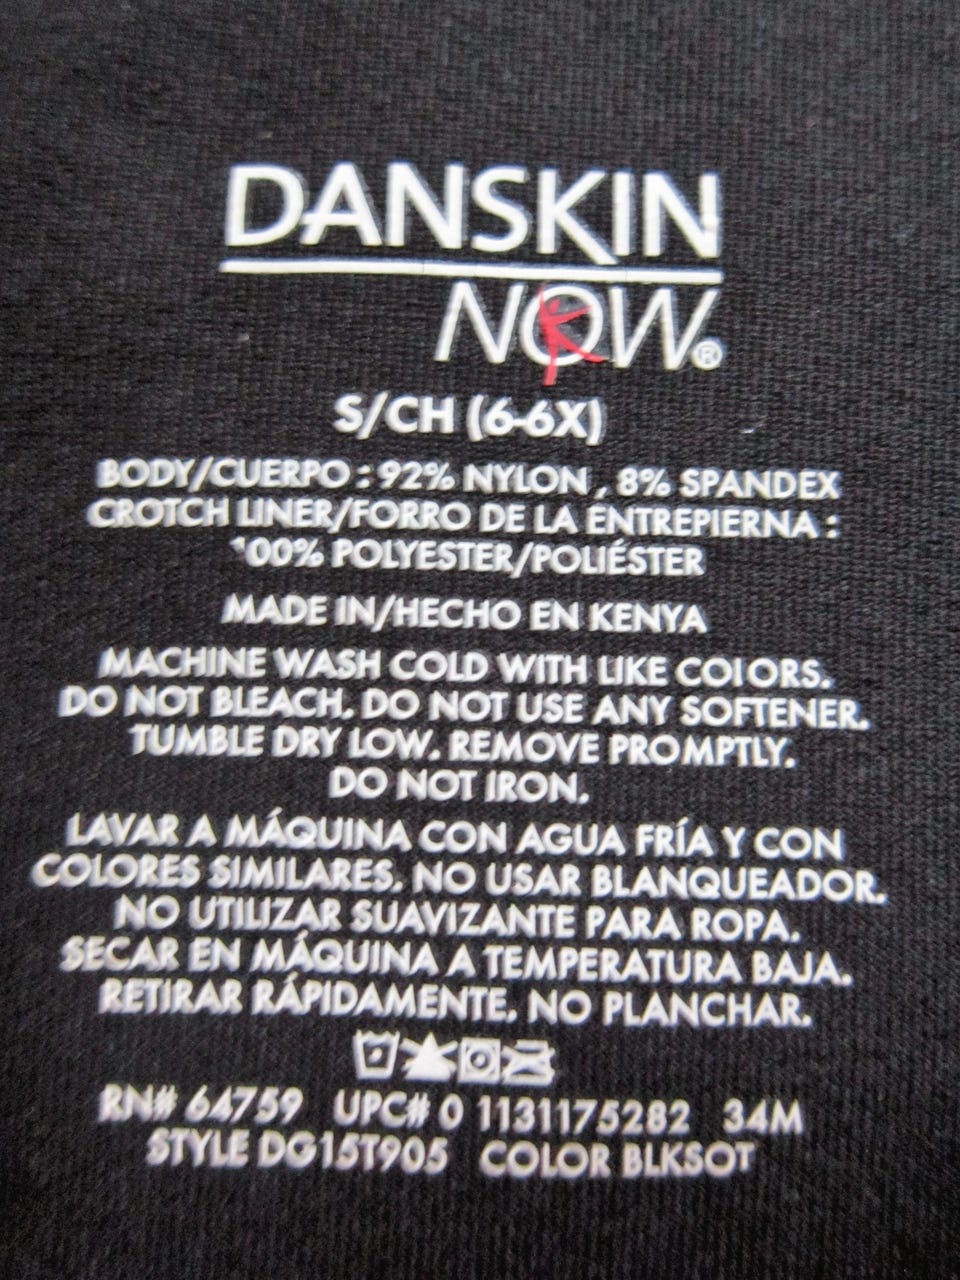 DANSKIN
NOW®
S/CH (6-6X)
BODY/CUERPO : 92% NYLON , 8% SPANDEX
CROTCH LINER/FORRO DE LA ENTREPIERNA :
100% POLYESTER/POLIÉSTER
MADE IN/HECHO EN KENYA
MACHINE WASH COLD WITH LIKE COLORS.
DO NOT BLEACH. DO NOT USE ANY SOFTENER.
TUMBLE DRY LOW. REMOVE PROMPTLY.
DO NOT IRON.
LAVAR A MÁQUINA CON AGUA FRÍA Y CON
COLORES SIMILARES. NO USAR BLANQUEADOR.
NO UTILIZAR SUAVIZANTE PARA ROPA.
SECAR EN MÁQUINA A TEMPERATURA BAJA.
RETIRAR RÁPIDAMENTE. NO PLANCHAR.
RN# 64759 UPC# 0 1131175282 34M
STYLE DG15T905 COLOR BLKSOT